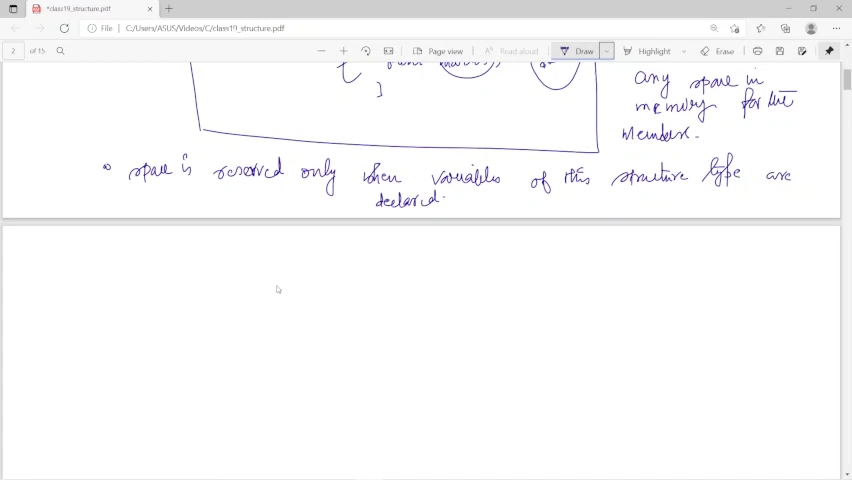 *class19_structure.pdf
File
C:/Users/ASUS/Videos/C/class19_structure.pdf
2 of 15
Page view
Read aloud
Draw
Highlight
Erase
any space in
memory for the
members.
space is reserved only when variables of this structure type are
declared.